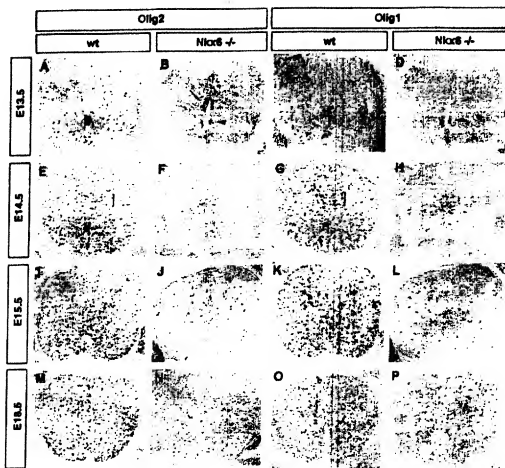 Olig2 Olig1
wt Nkx6 -/- wt Nkx6 -/-
E13.5
A B D
E14.5
E F G H
E15.5
J K L
E18.5
M N O P